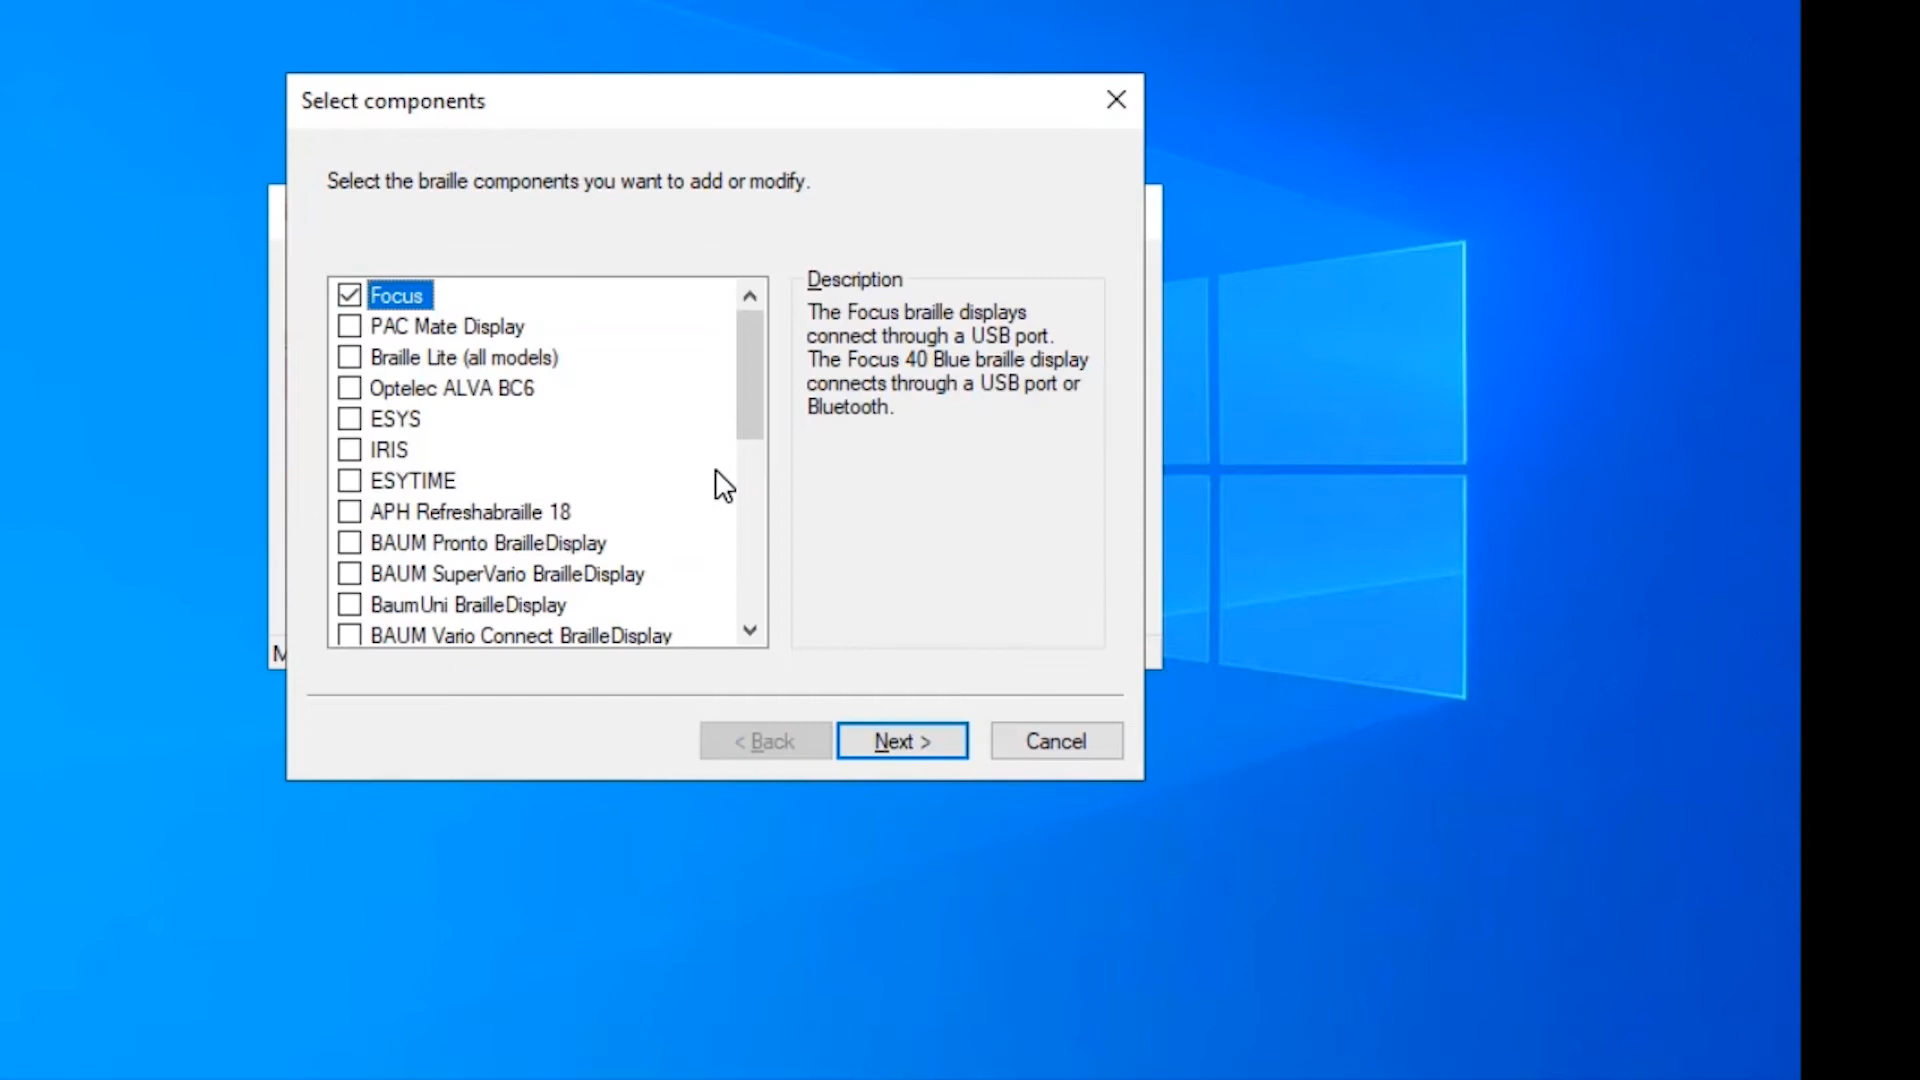 Select components
Select the braille components you want to add or modify.
Focus
PAC Mate Display
Braille Lite (all models)
Optelec ALVA BC6
ESYS
IRIS
ESYTIME
APH Refreshabraille 18
BAUM Pronto BrailleDisplay
BAUM SuperVario BrailleDisplay
BaumUni BrailleDisplay
BAUM Vario Connect BrailleDisplay
Description
The Focus braille displays
connect through a USB port.
The Focus 40 Blue braille display
connects through a USB port or
Bluetooth.
M
< Back
Next >
Cancel